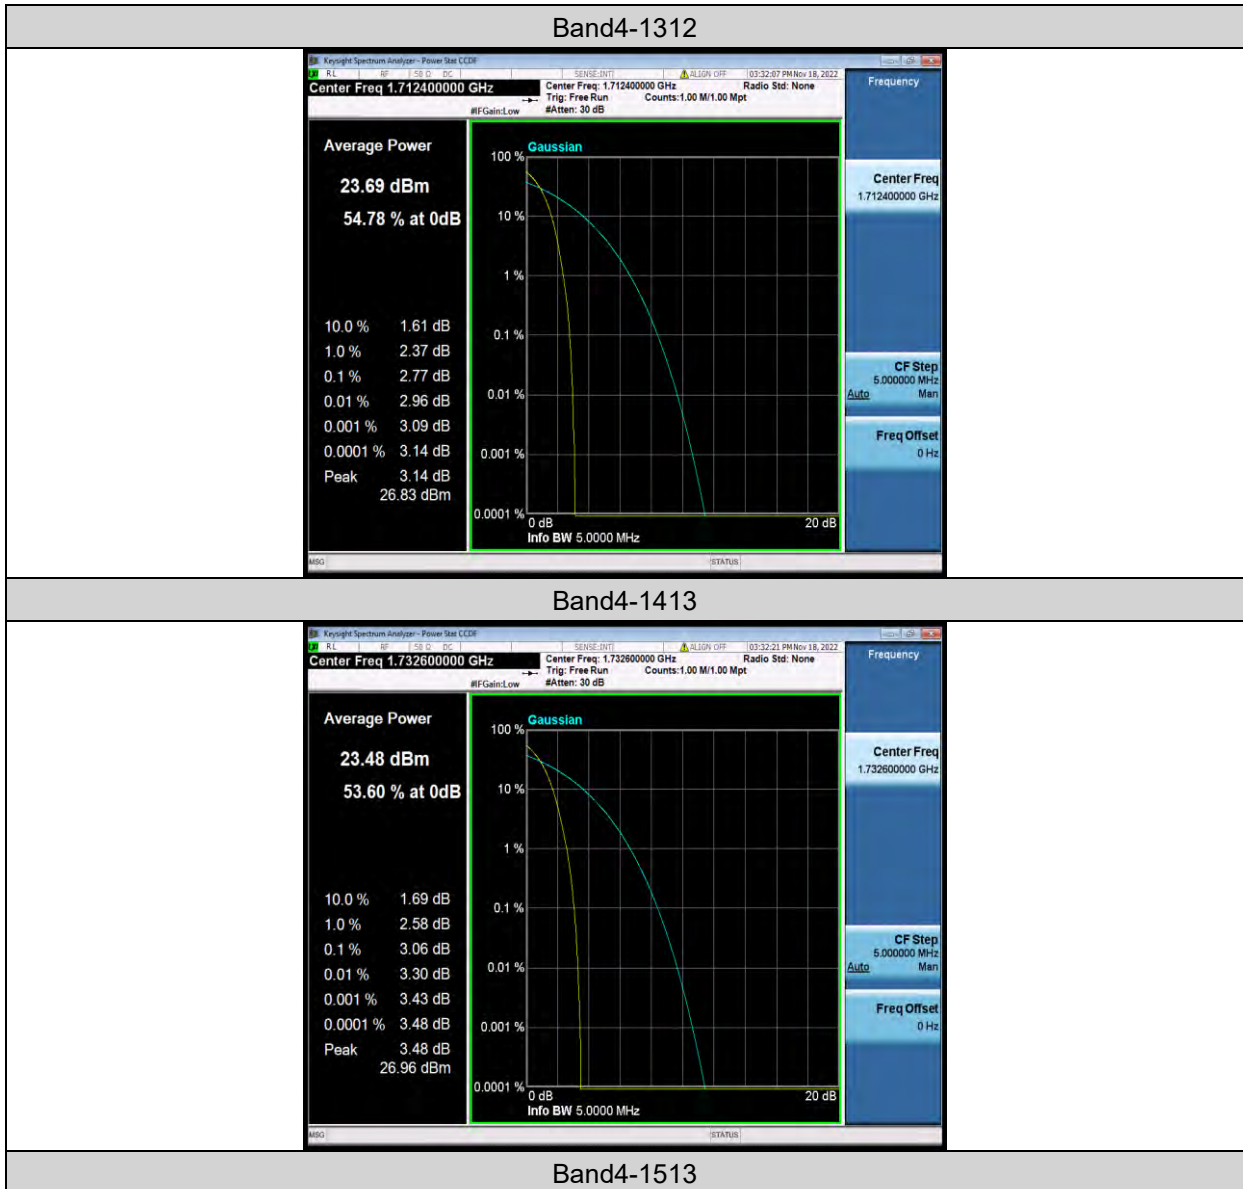 Band4-1312
Keysight Spectrum Analyzer - Power Stat CCDF
RL RF 50 Ω DC SENSE:INT ALIGN OFF 03:32:07 PM Nov 18, 2022
Center Freq 1.712400000 GHz
Center Freq: 1.712400000 GHz Radio Std: None
Trig: Free Run Counts:1.00 M/1.00 Mpt
#IFGain:Low #Atten: 30 dB
Frequency
Average Power
23.69 dBm
54.78 % at 0dB
10.0 % 1.61 dB
1.0 % 2.37 dB
0.1 % 2.77 dB
0.01 % 2.96 dB
0.001 % 3.09 dB
0.0001 % 3.14 dB
Peak 3.14 dB
26.83 dBm
Gaussian
100 %
10 %
1 %
0.1 %
0.01 %
0.001 %
0.0001 %
0 dB 20 dB
Info BW 5.0000 MHz
Center Freq
1.712400000 GHz
CF Step
5.000000 MHz
Auto Man
Freq Offset
0 Hz
MSG STATUS
Band4-1413
Keysight Spectrum Analyzer - Power Stat CCDF
RL RF 50 Ω DC SENSE:INT ALIGN OFF 03:32:21 PM Nov 18, 2022
Center Freq 1.732600000 GHz
Center Freq: 1.732600000 GHz Radio Std: None
Trig: Free Run Counts:1.00 M/1.00 Mpt
#IFGain:Low #Atten: 30 dB
Frequency
Average Power
23.48 dBm
53.60 % at 0dB
10.0 % 1.69 dB
1.0 % 2.58 dB
0.1 % 3.06 dB
0.01 % 3.30 dB
0.001 % 3.43 dB
0.0001 % 3.48 dB
Peak 3.48 dB
26.96 dBm
Gaussian
100 %
10 %
1 %
0.1 %
0.01 %
0.001 %
0.0001 %
0 dB 20 dB
Info BW 5.0000 MHz
Center Freq
1.732600000 GHz
CF Step
5.000000 MHz
Auto Man
Freq Offset
0 Hz
MSG STATUS
Band4-1513